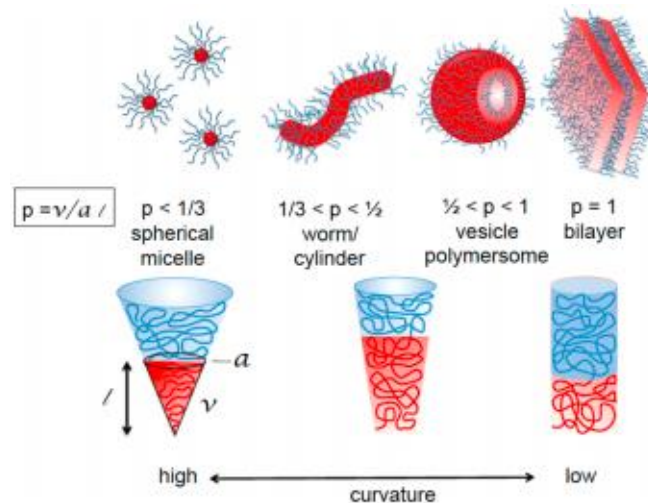 p = v/a l
p < 1/3
spherical
micelle
1/3 < p < ½
worm/
cylinder
½ < p < 1
vesicle
polymersome
p = 1
bilayer
a
l
v
high
low
curvature